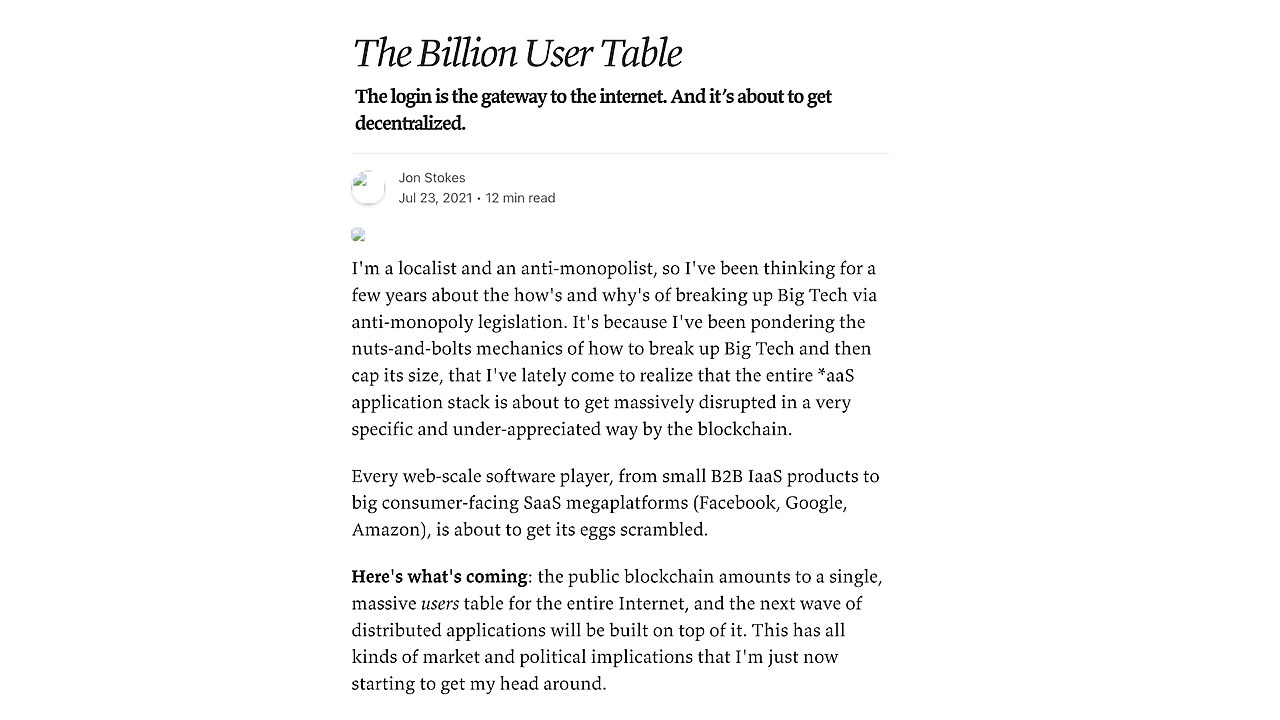 The Billion User Table
The login is the gateway to the internet. And it’s about to get
decentralized.
Jon Stokes
Jul 23, 2021 • 12 min read
I'm a localist and an anti-monopolist, so I've been thinking for a
few years about the how's and why's of breaking up Big Tech via
anti-monopoly legislation. It's because I've been pondering the
nuts-and-bolts mechanics of how to break up Big Tech and then
cap its size, that I've lately come to realize that the entire *aaS
application stack is about to get massively disrupted in a very
specific and under-appreciated way by the blockchain.
Every web-scale software player, from small B2B IaaS products to
big consumer-facing SaaS megaplatforms (Facebook, Google,
Amazon), is about to get its eggs scrambled.
Here's what's coming: the public blockchain amounts to a single,
massive users table for the entire Internet, and the next wave of
distributed applications will be built on top of it. This has all
kinds of market and political implications that I'm just now
starting to get my head around.